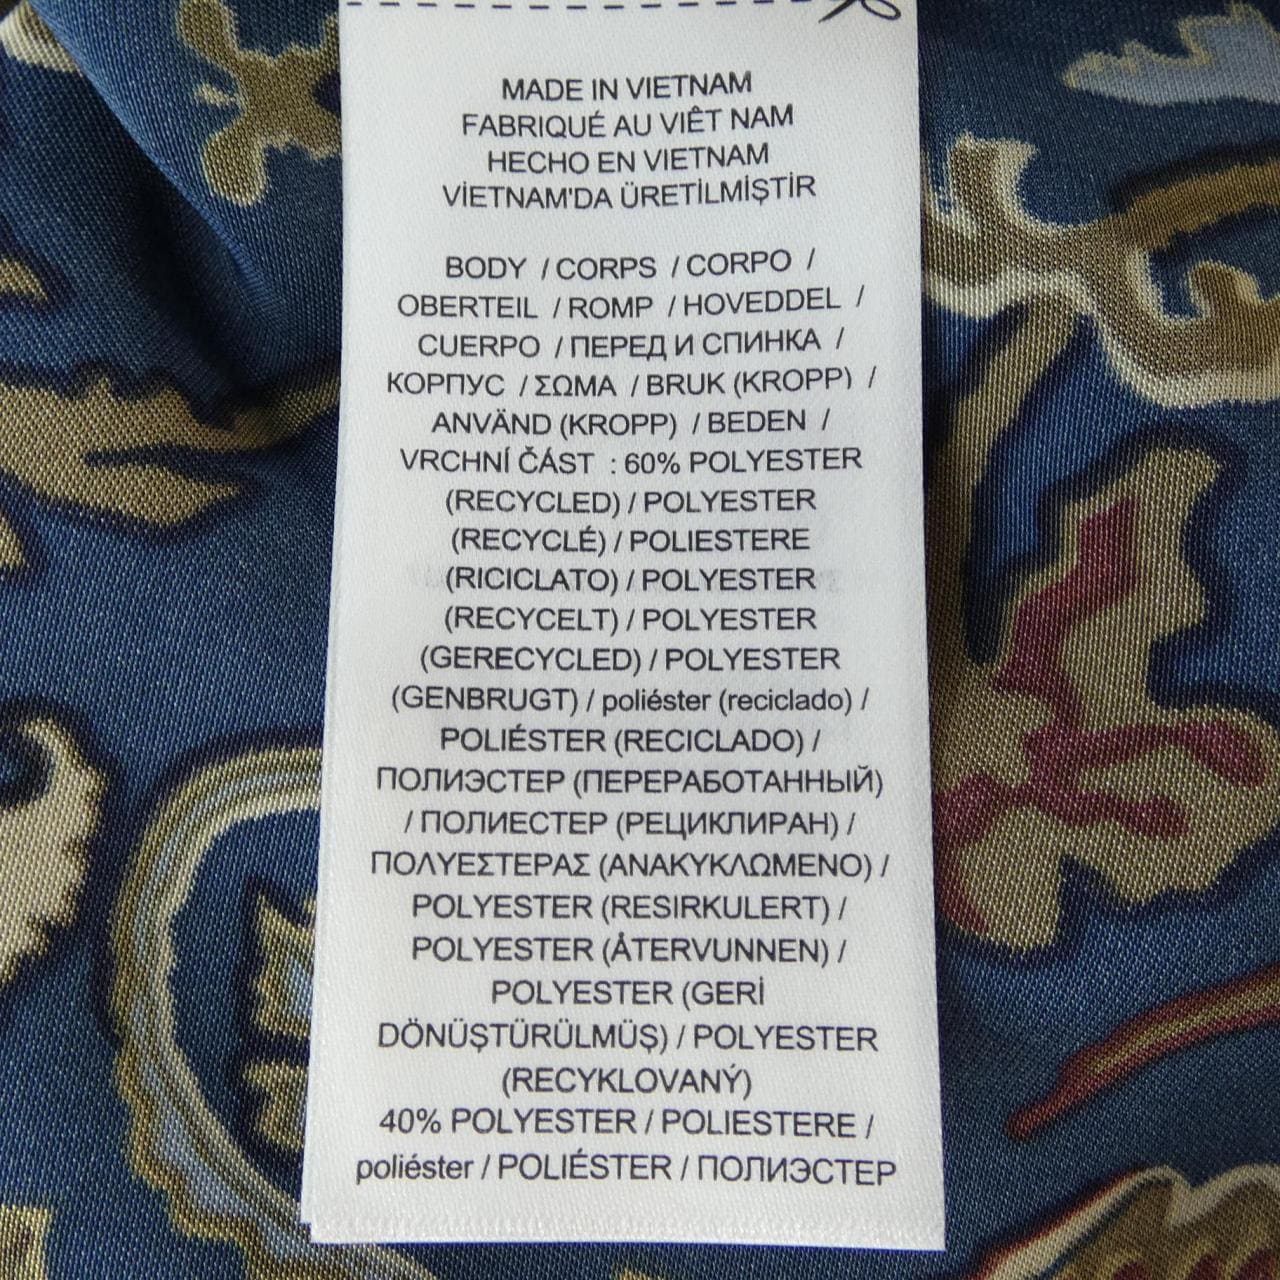 MADE IN VIETNAM
FABRIQUÉ AU VIÊT NAM
HECHO EN VIETNAM
VİETNAM'DA ÜRETİLMİŞTİR
BODY / CORPS / CORPO /
OBERTEIL / ROMP / HOVEDDEL /
CUERPO / ПЕРЕД И СПИНКА /
КОРПУС / ΣΩΜΑ / BRUK (KROPP) /
ANVÄND (KROPP) / BEDEN /
VRCHNÍ ČÁST : 60% POLYESTER
(RECYCLED) / POLYESTER
(RECYCLÉ) / POLIESTERE
(RICICLATO) / POLYESTER
(RECYCELT) / POLYESTER
(GERECYCLED) / POLYESTER
(GENBRUGT) / poliéster (reciclado) /
POLIÉSTER (RECICLADO) /
ПОЛИЭСТЕР (ПЕРЕРАБОТАННЫЙ)
/ ПОЛИЕСТЕР (РЕЦИКЛИРАН) /
ΠΟΛΥΕΣΤΕΡΑΣ (ΑΝΑΚΥΚΛΩΜΕΝΟ) /
POLYESTER (RESIRKULERT) /
POLYESTER (ÅTERVUNNEN) /
POLYESTER (GERİ
DÖNÜŞTÜRÜLMÜŞ) / POLYESTER
(RECYKLOVANÝ)
40% POLYESTER / POLIESTERE /
poliéster / POLIÉSTER / ПОЛИЭСТЕР